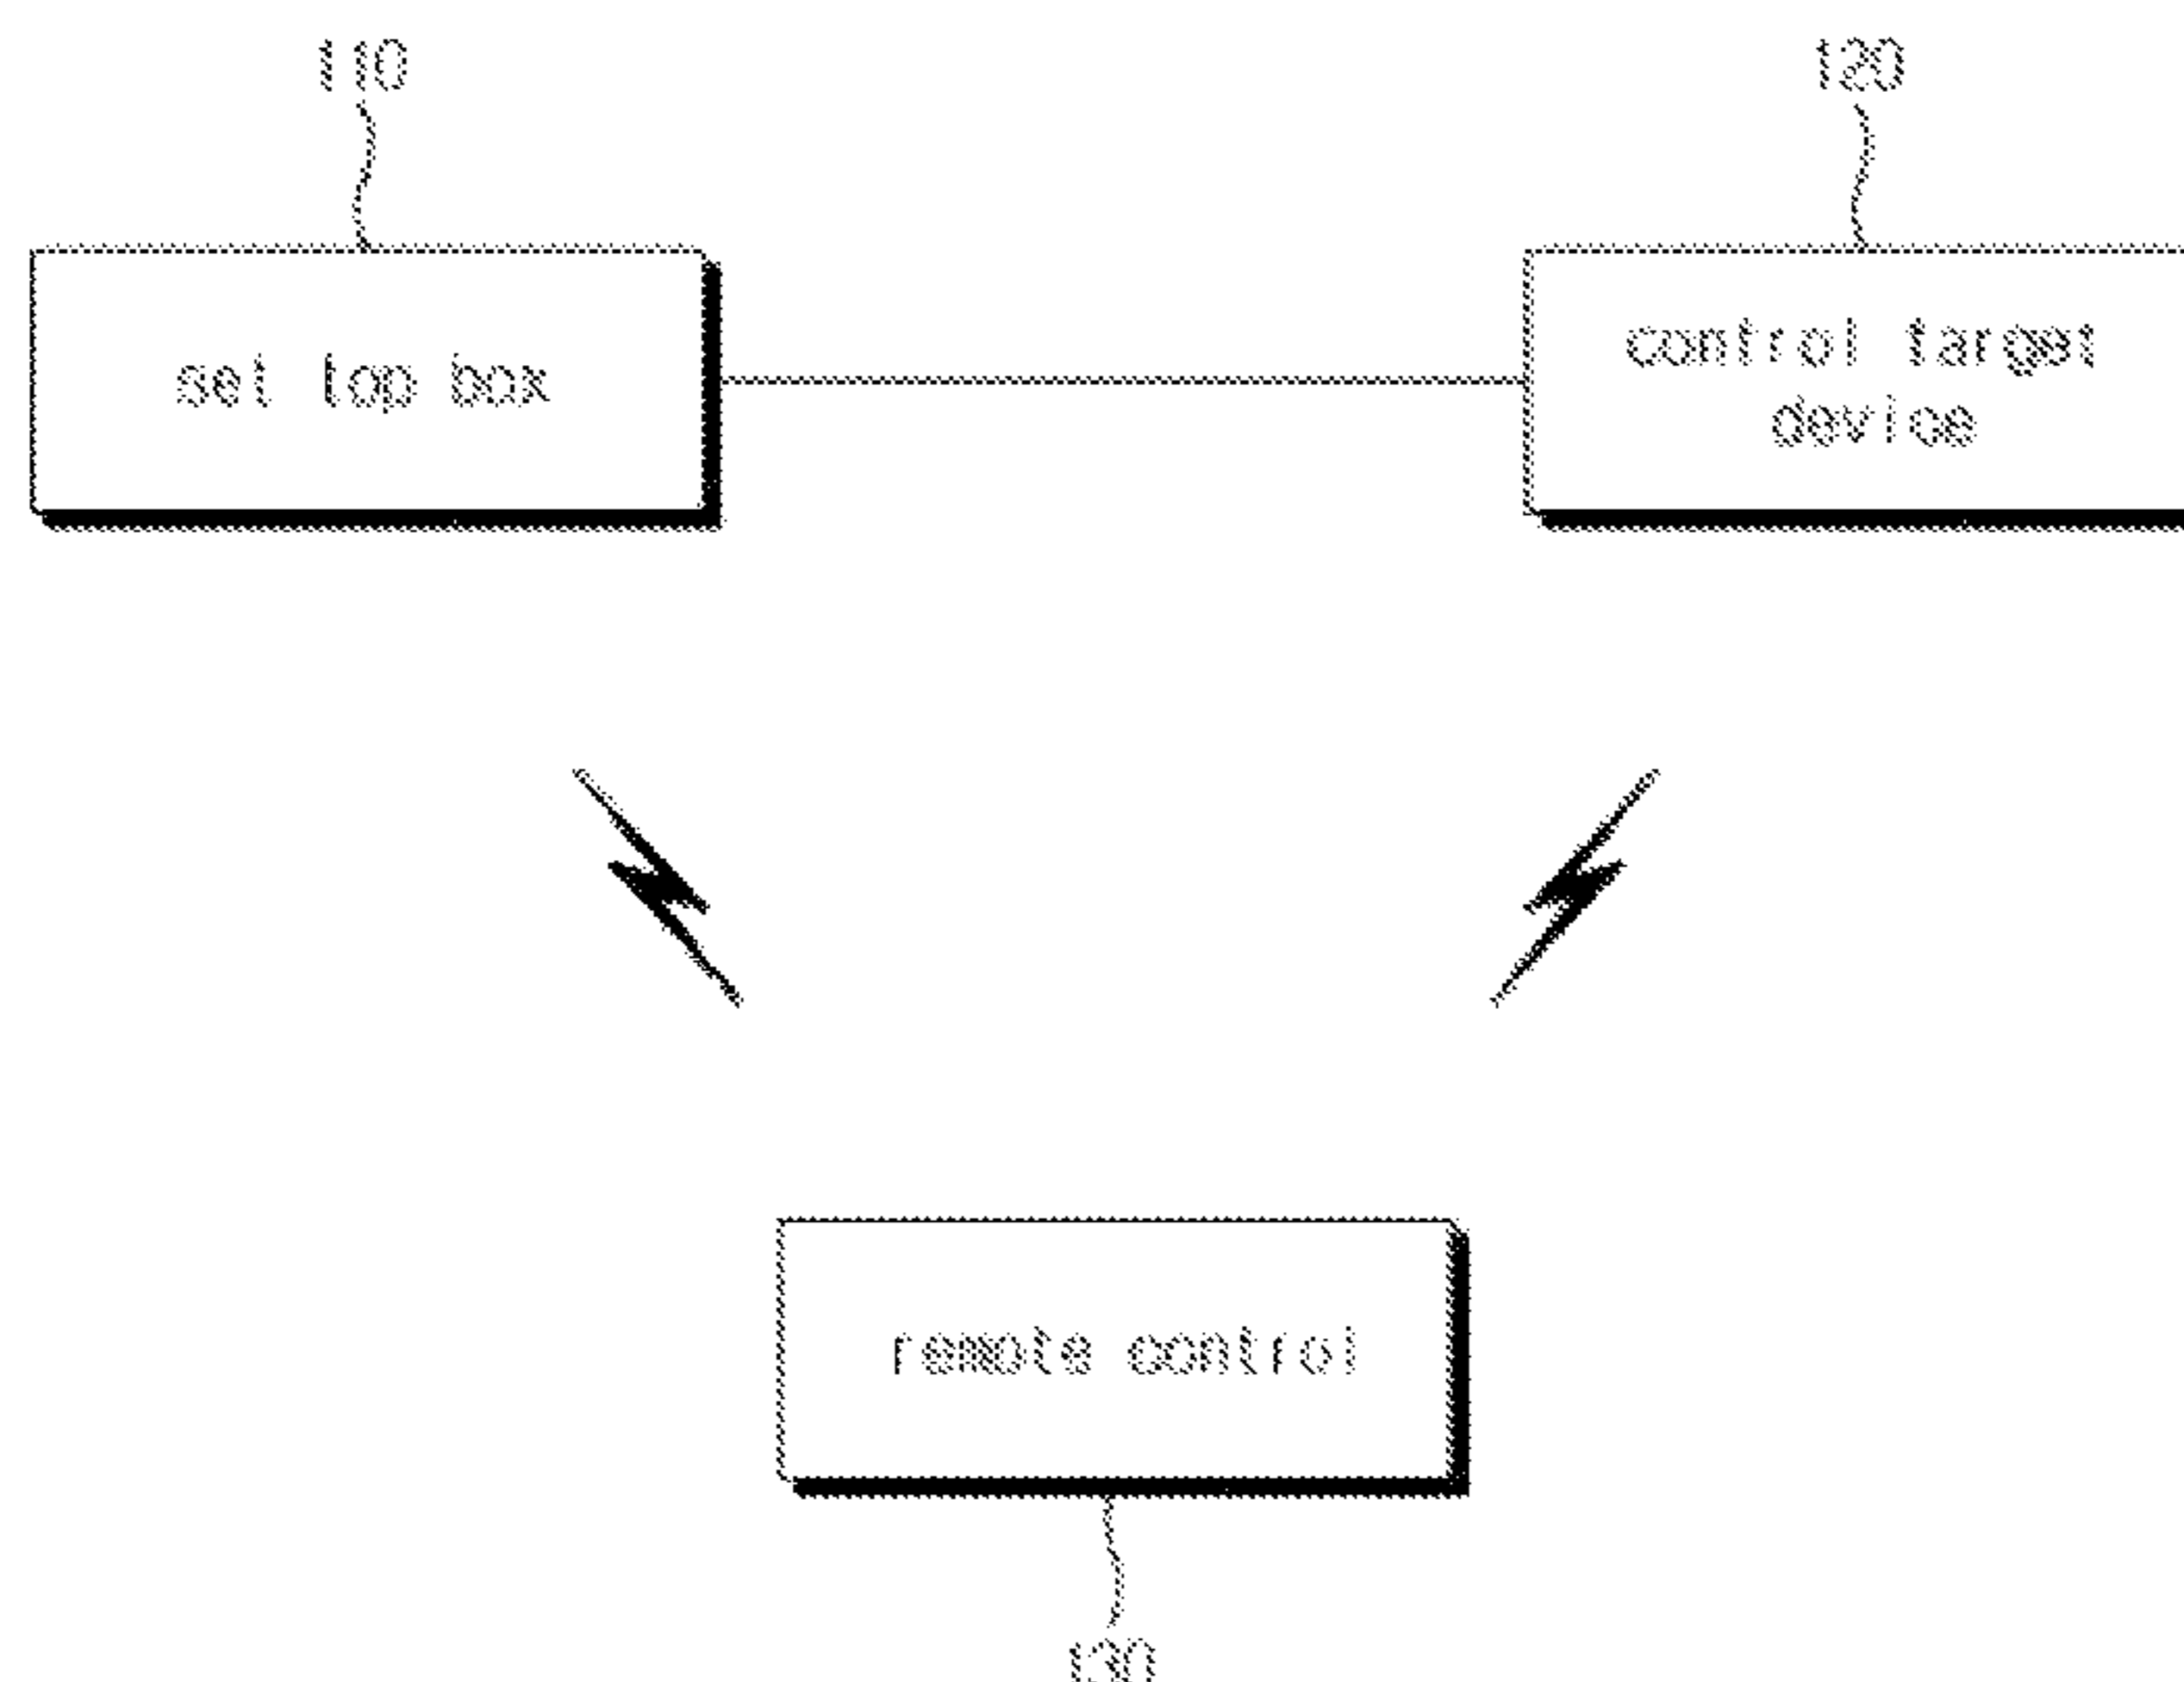 110
120
set top box
control target
device
remote control
130